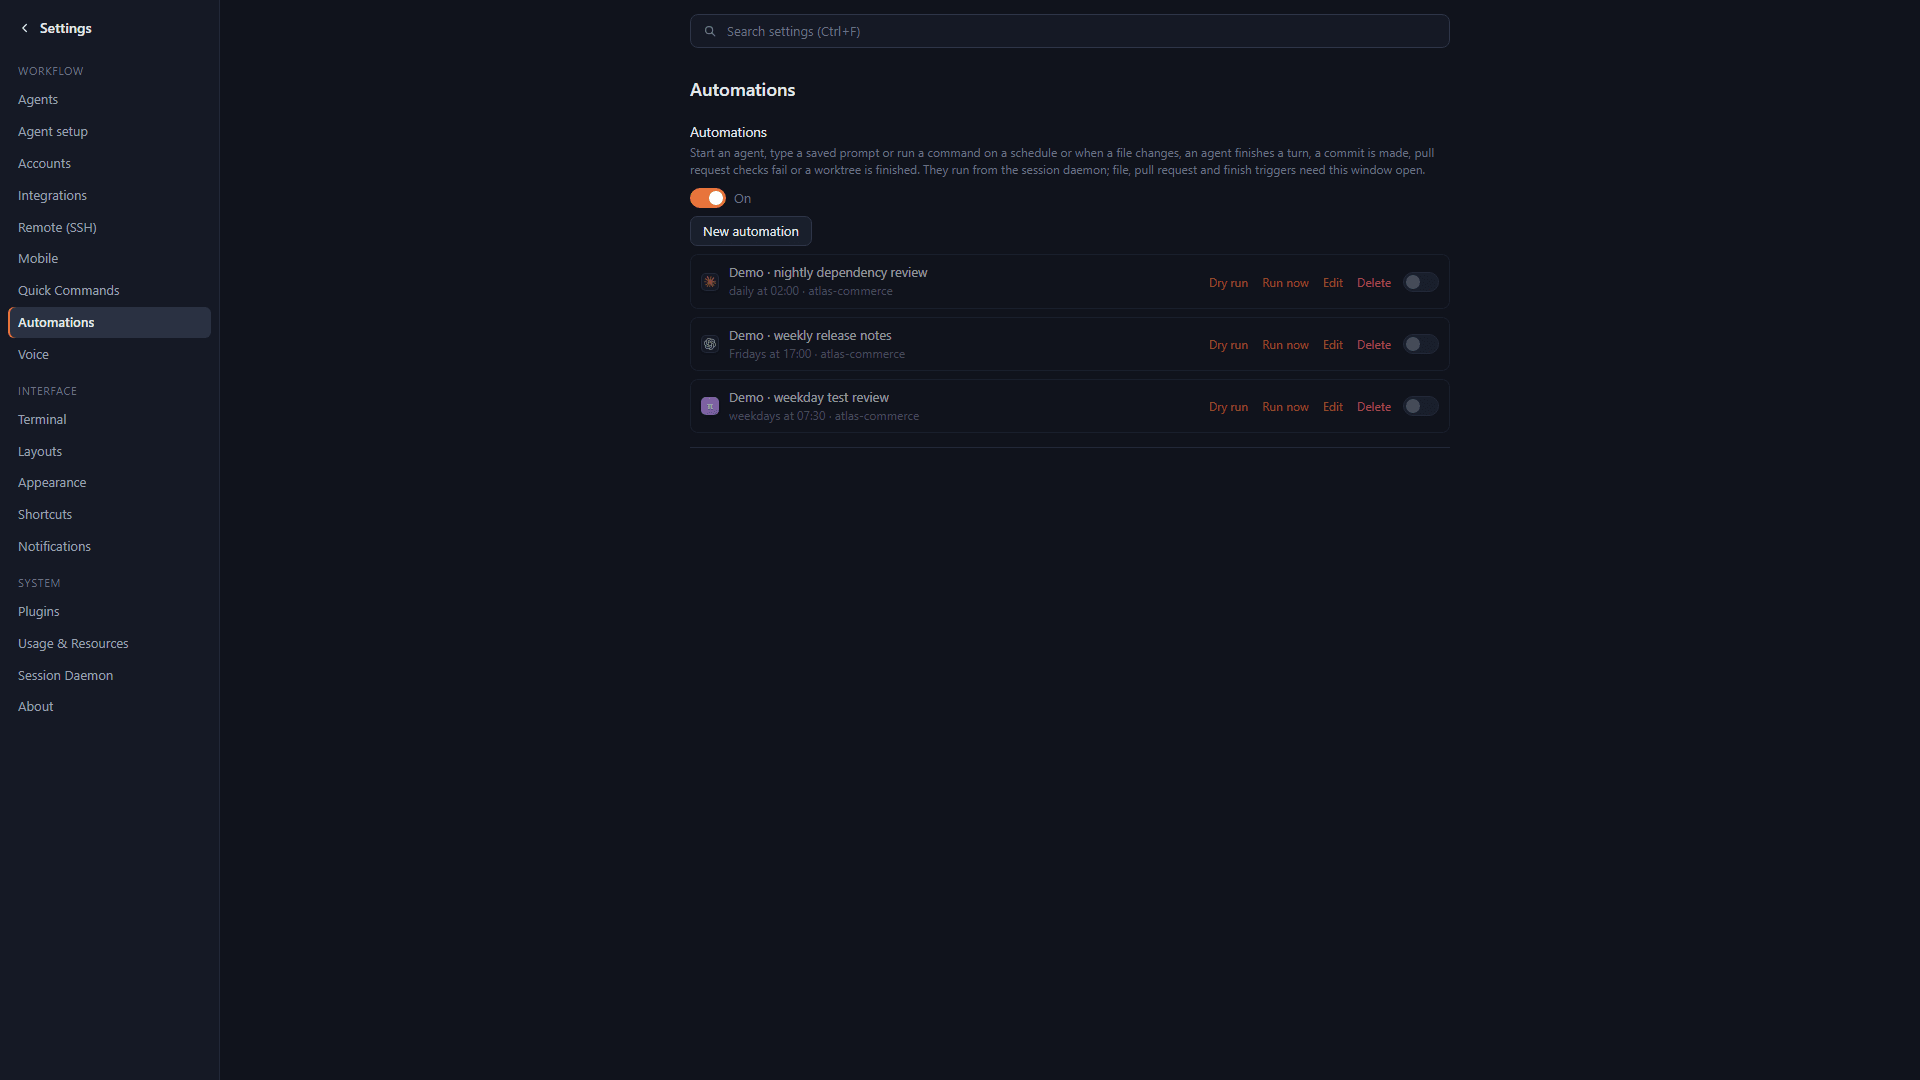 Settings
WORKFLOW
Agents
Agent setup
Accounts
Integrations
Remote (SSH)
Mobile
Quick Commands
Automations
Voice
INTERFACE
Terminal
Layouts
Appearance
Shortcuts
Notifications
SYSTEM
Plugins
Usage & Resources
Session Daemon
About
Search settings (Ctrl+F)
Automations
Automations
Start an agent, type a saved prompt or run a command on a schedule or when a file changes, an agent finishes a turn, a commit is made, pull
request checks fail or a worktree is finished. They run from the session daemon; file, pull request and finish triggers need this window open.
On
New automation
Demo · nightly dependency review
daily at 02:00 · atlas-commerce
Dry run Run now Edit Delete
Demo · weekly release notes
Fridays at 17:00 · atlas-commerce
Dry run Run now Edit Delete
Demo · weekday test review
weekdays at 07:30 · atlas-commerce
Dry run Run now Edit Delete